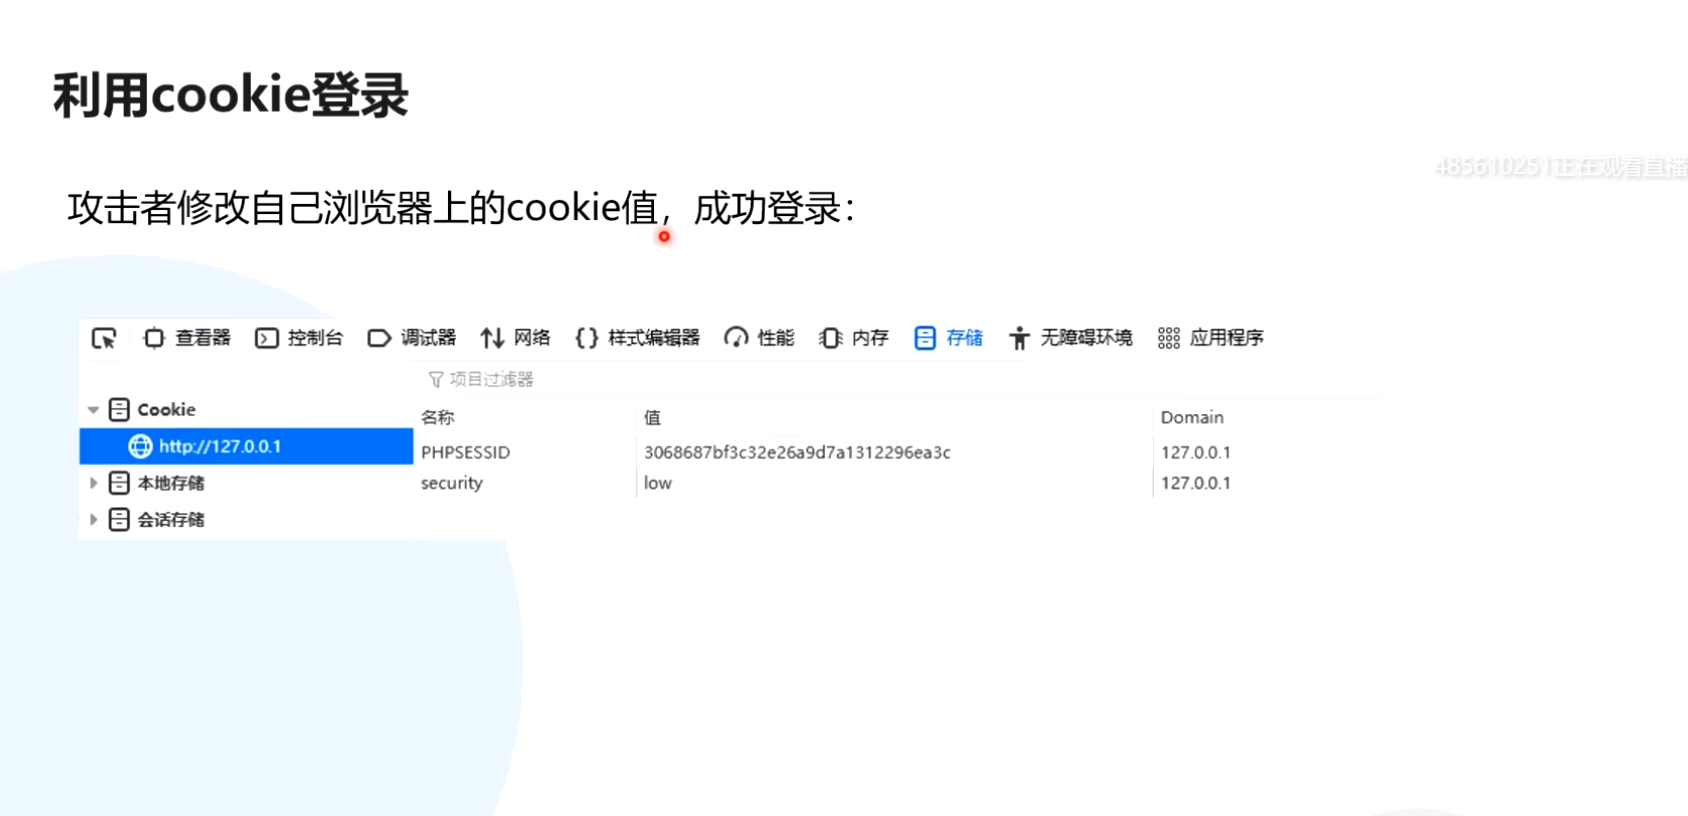 利用cookie登录
485610251正在观看直播
攻击者修改自己浏览器上的cookie值，成功登录：
查看器 控制台 调试器 网络 样式编辑器 性能 内存 存储 无障碍环境 应用程序
项目过滤器
Cookie
http://127.0.0.1
本地存储
会话存储
名称 值 Domain
PHPSESSID 3068687bf3c32e26a9d7a1312296ea3c 127.0.0.1
security low 127.0.0.1